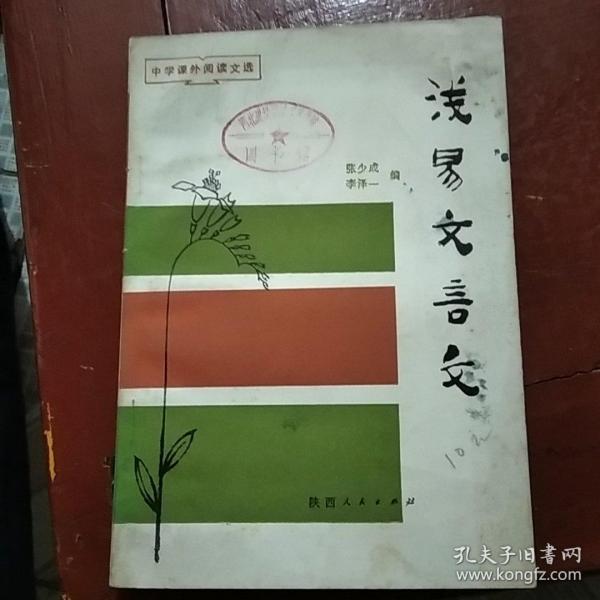 中学课外阅读文选
浅易文言文
张少成
李泽一
编
陕西人民出版社
孔夫子旧书网
www.kongfz.com